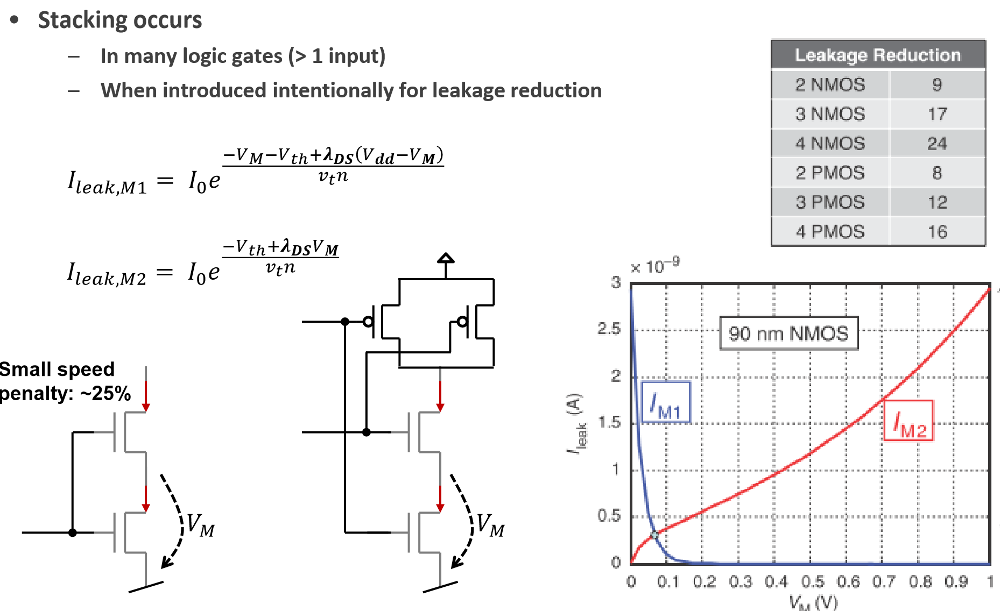 • Stacking occurs
– In many logic gates (> 1 input)
– When introduced intentionally for leakage reduction
Leakage Reduction
2 NMOS 9
3 NMOS 17
4 NMOS 24
2 PMOS 8
3 PMOS 12
4 PMOS 16
I_{leak,M1} = I_0 e^{\frac{-V_M-V_{th}+λ_{DS}(V_{dd}-V_M)}{v_t n}}
I_{leak,M2} = I_0 e^{\frac{-V_{th}+λ_{DS}V_M}{v_t n}}
Small speed
penalty: ~25%
V_M
V_M
× 10⁻⁹
3
2.5
2
1.5
1
0.5
0
I_{leak} (A)
90 nm NMOS
I_{M1}
I_{M2}
0 0.1 0.2 0.3 0.4 0.5 0.6 0.7 0.8 0.9 1
V_M (V)